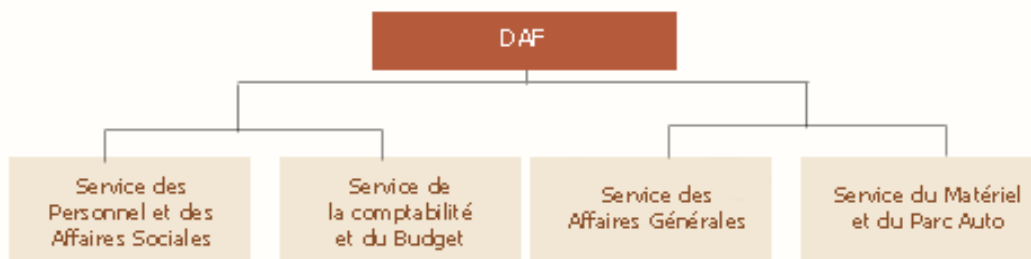 DAF
Service des
Personnel et des
Affaires Sociales
Service de
la comptabilité
et du Budget
Service des
Affaires Générales
Service du Matériel
et du Parc Auto